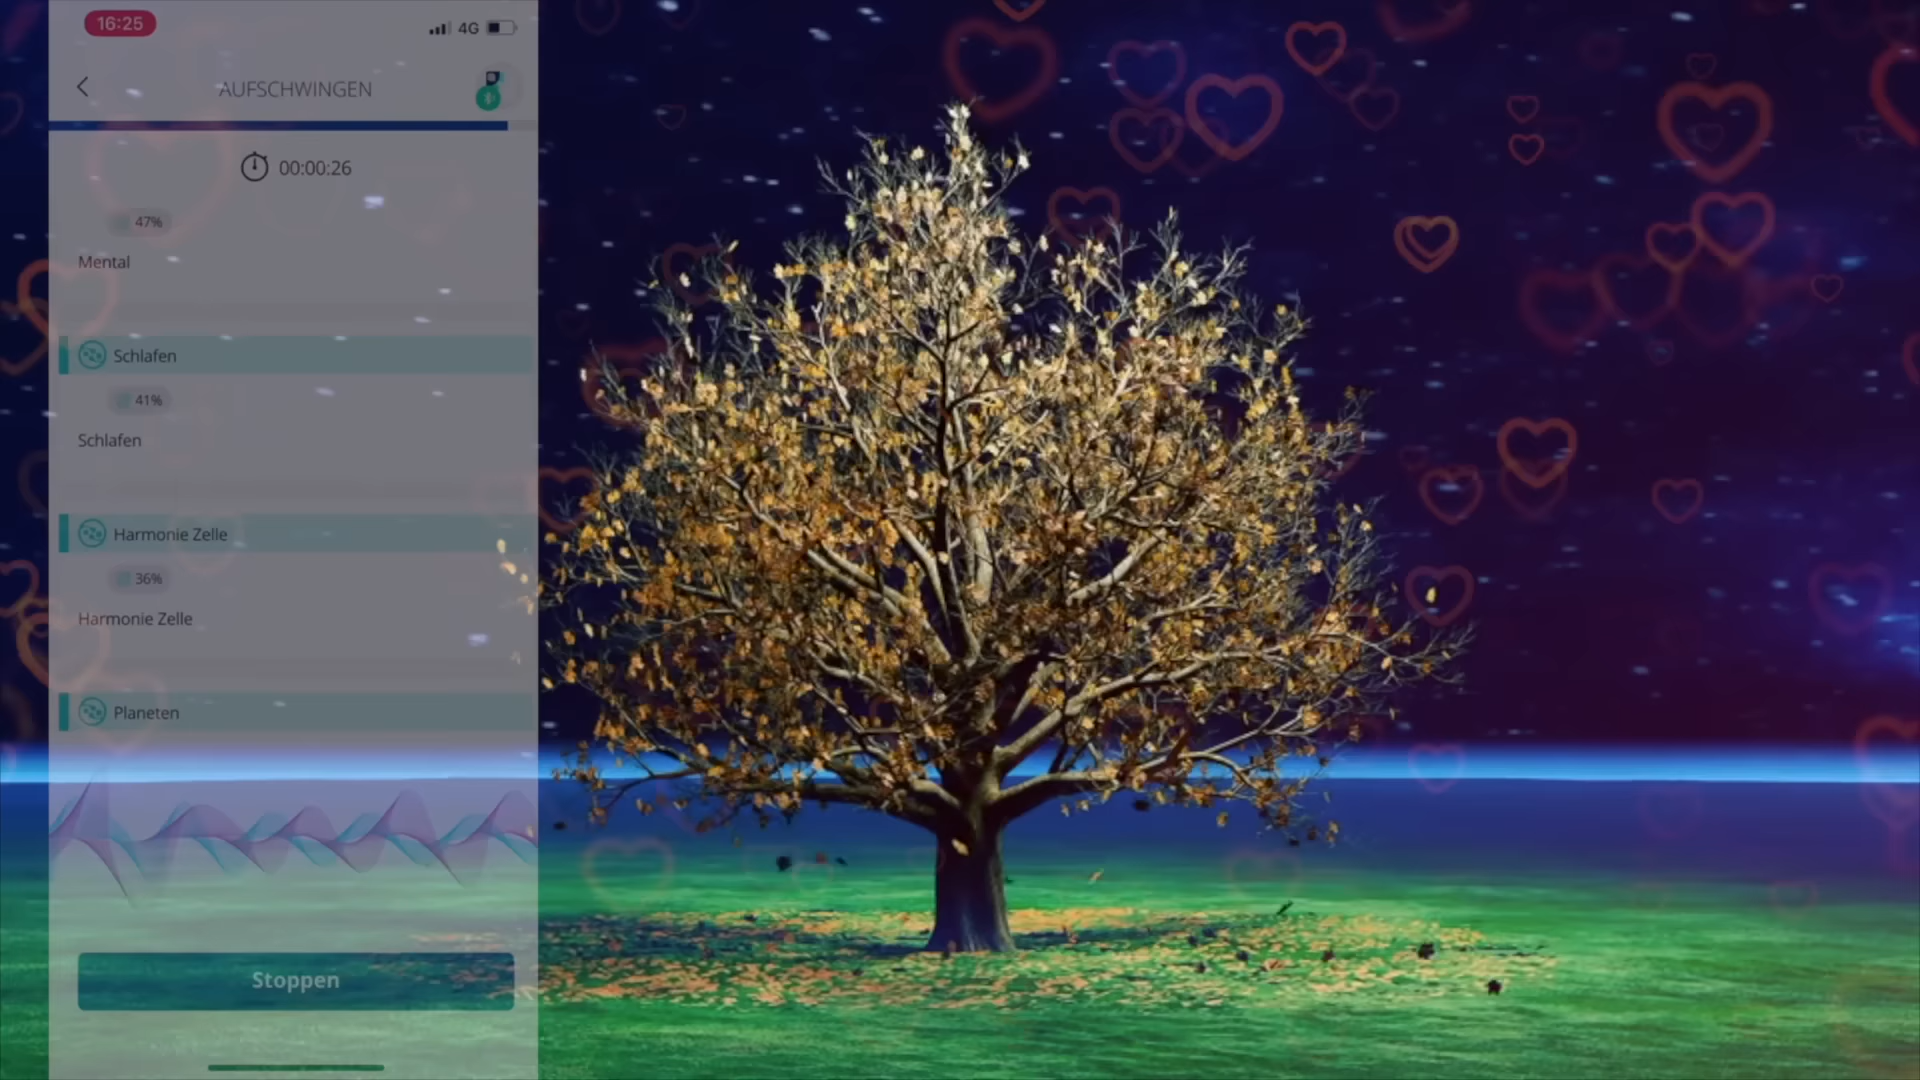 16:25
4G
AUFSCHWINGEN
00:00:26
47%
Mental
Schlafen
41%
Schlafen
Harmonie Zelle
36%
Harmonie Zelle
Planeten
Stoppen